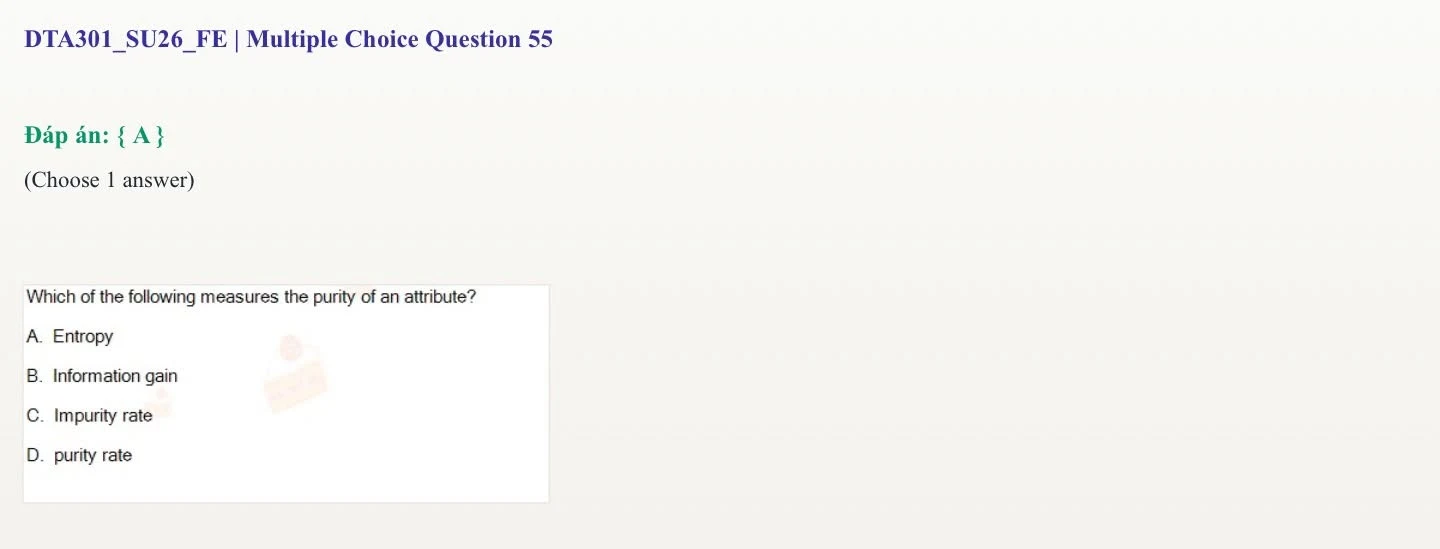 DTA301_SU26_FE | Multiple Choice Question 55
Đáp án: { A }
(Choose 1 answer)
Which of the following measures the purity of an attribute?
A. Entropy
B. Information gain
C. Impurity rate
D. purity rate